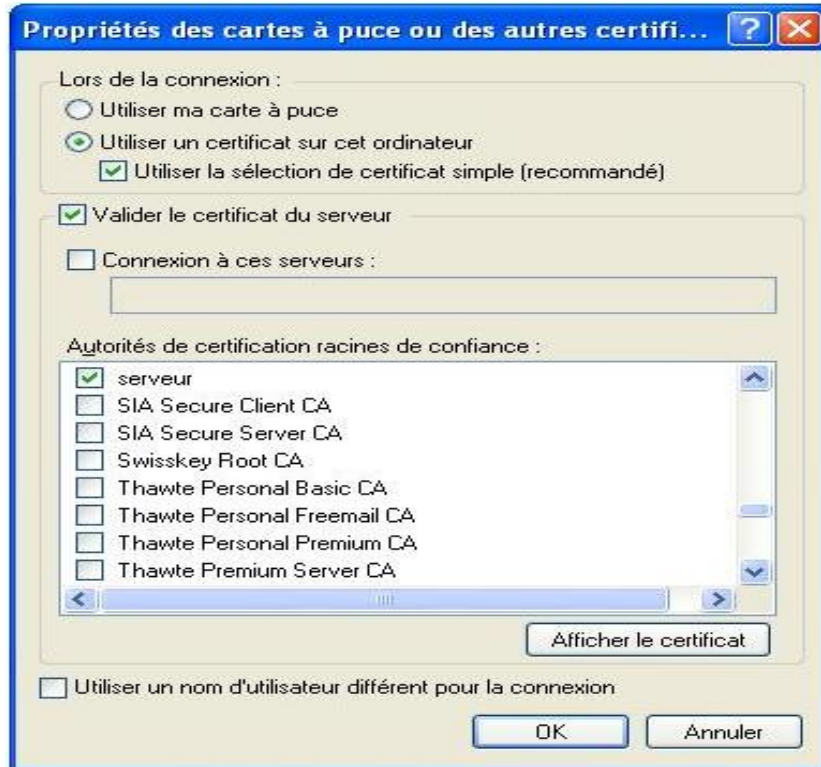 Propriétés des cartes à puce ou des autres certifi...
Lors de la connexion :
Utiliser ma carte à puce
Utiliser un certificat sur cet ordinateur
Utiliser la sélection de certificat simple (recommandé)
Valider le certificat du serveur
Connexion à ces serveurs :
Autorités de certification racines de confiance :
serveur
SIA Secure Client CA
SIA Secure Server CA
Swisskey Root CA
Thawte Personal Basic CA
Thawte Personal Freemail CA
Thawte Personal Premium CA
Thawte Premium Server CA
Afficher le certificat
Utiliser un nom d'utilisateur différent pour la connexion
OK Annuler